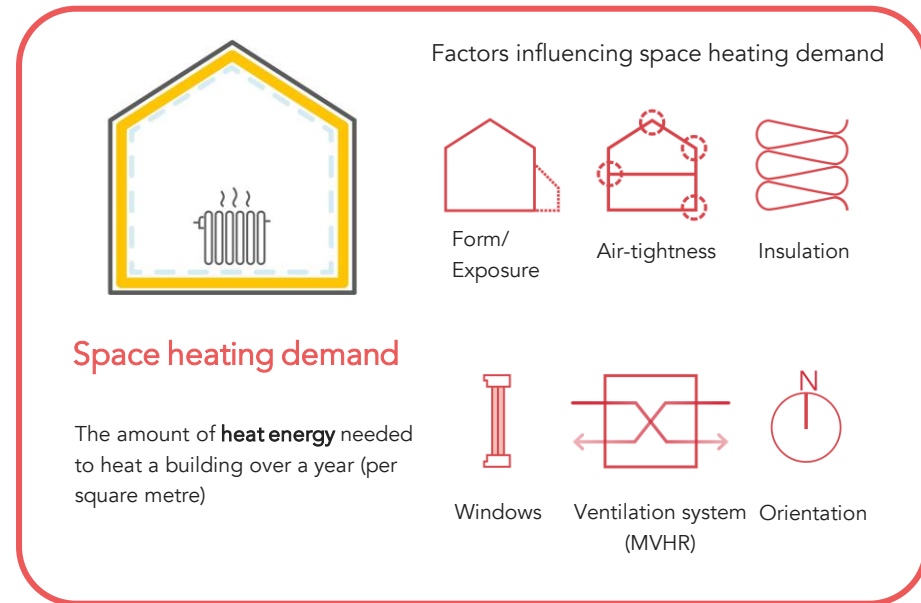 Factors influencing space heating demand
Form/
Exposure
Air-tightness
Insulation
Space heating demand
The amount of heat energy needed
to heat a building over a year (per
square metre)
N
Windows
Ventilation system
(MVHR)
Orientation